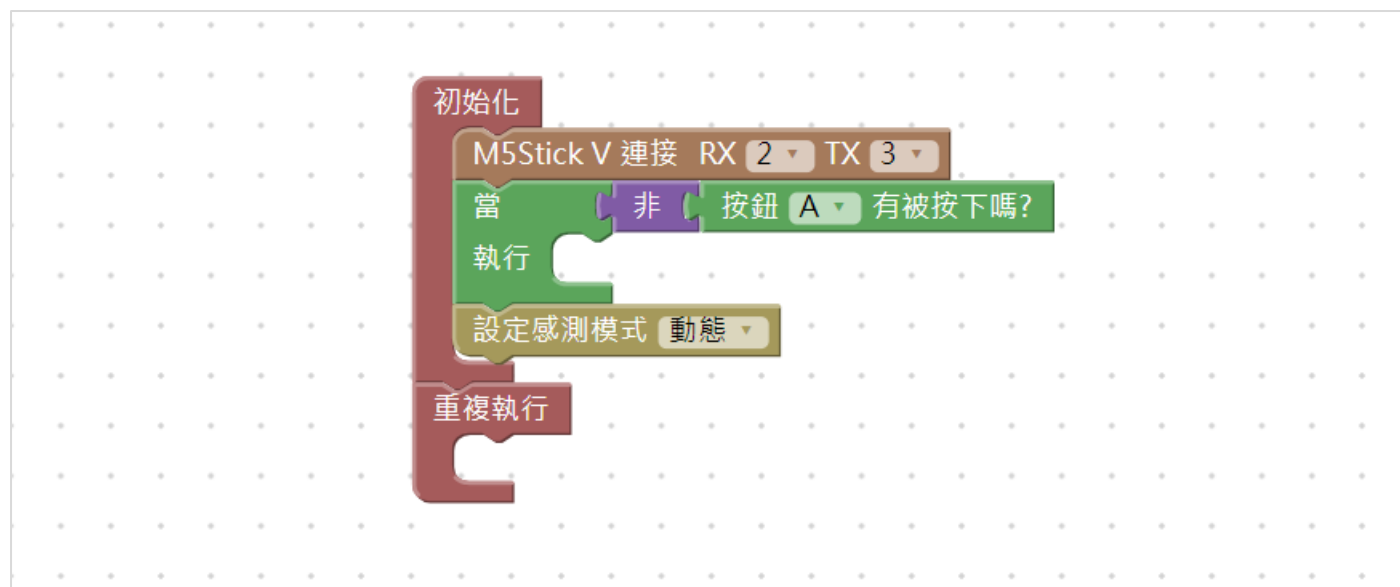 初始化
M5Stick V 連接 RX 2 TX 3
當 非 按鈕 A 有被按下嗎?
執行
設定感測模式 動態
重複執行